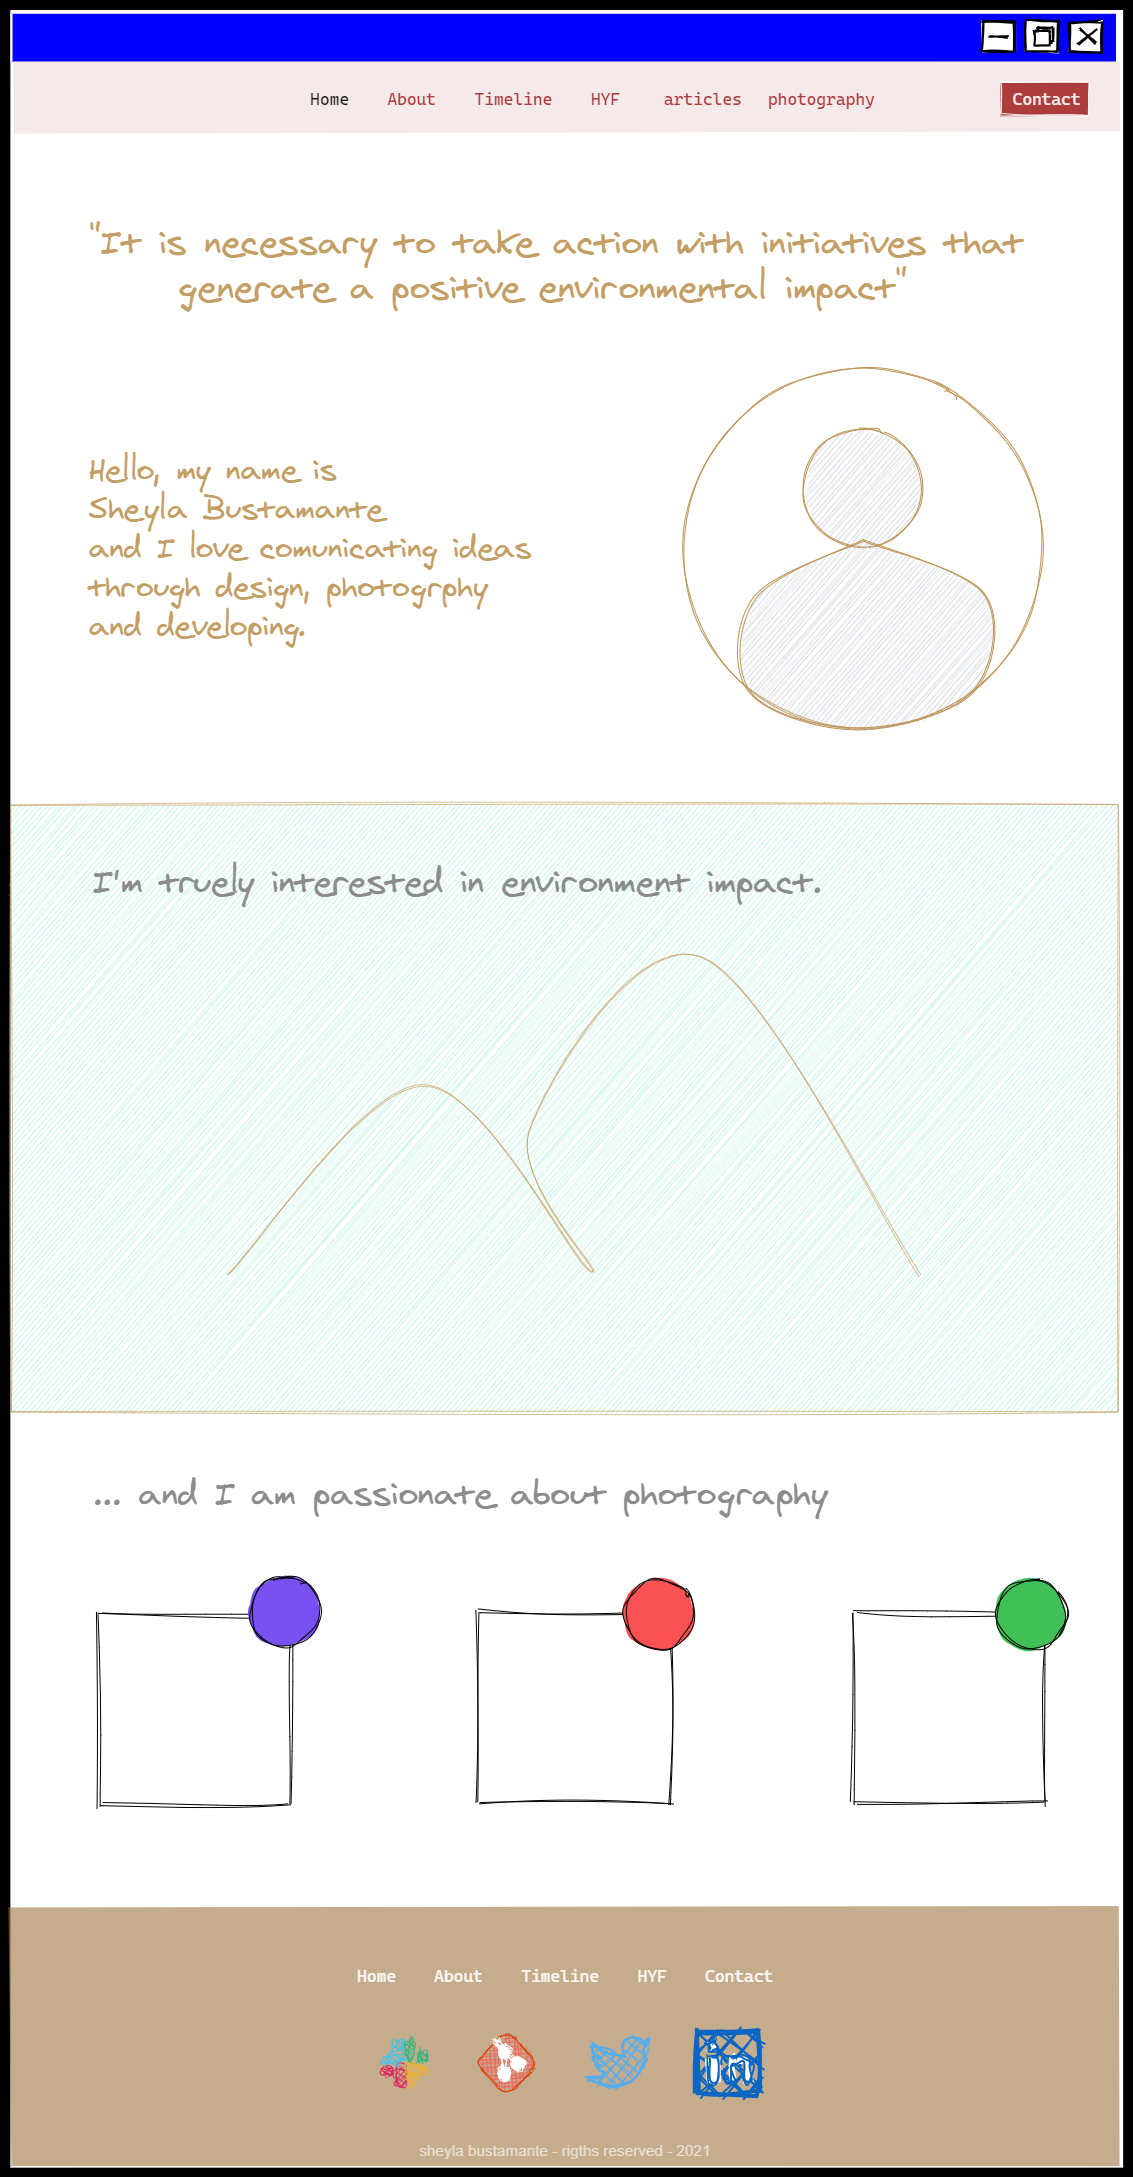 Home About Timeline HYF articles photography Contact
"It is necessary to take action with initiatives that
generate a positive environmental impact"
Hello, my name is
Sheyla Bustamante
and I love comunicating ideas
through design, photogrphy
and developing.
I'm truely interested in environment impact.
... and I am passionate about photography
Home About Timeline HYF Contact
in
sheyla bustamante - rigths reserved - 2021